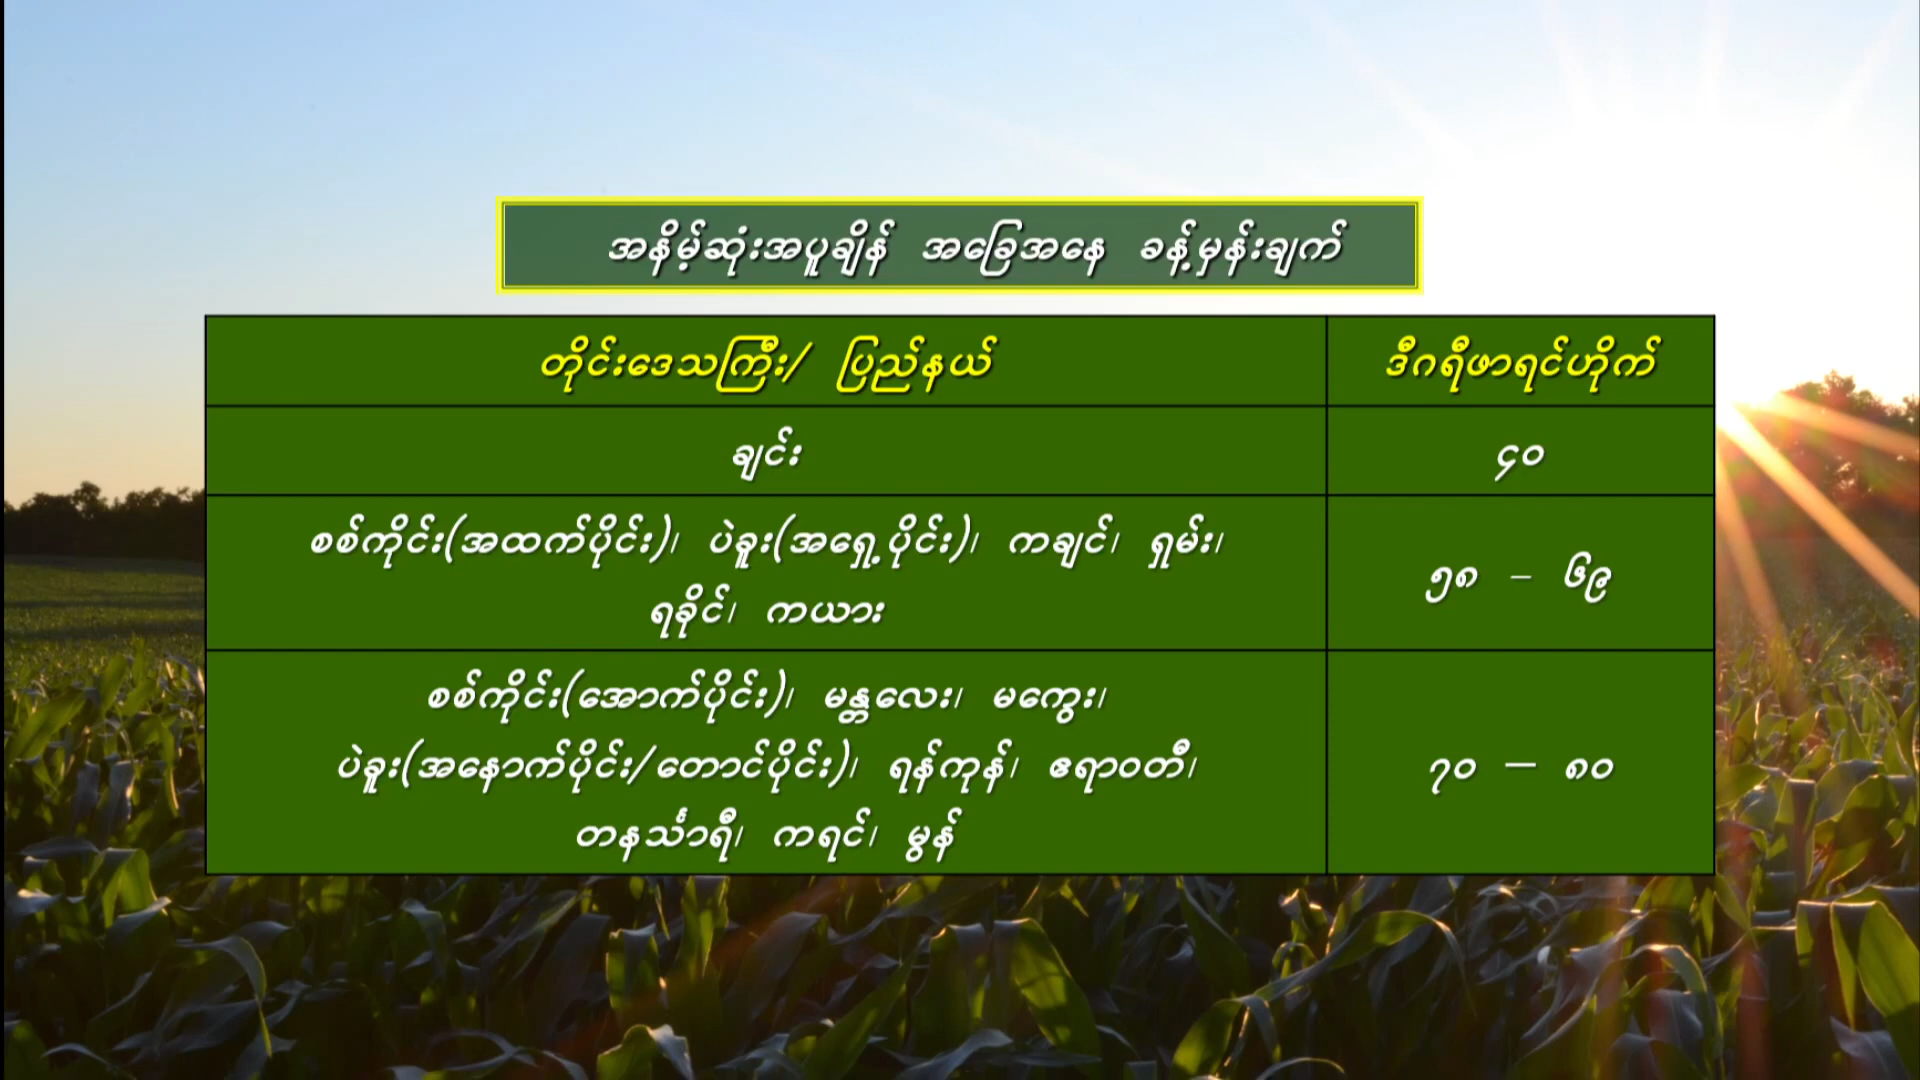 အနိမ့်ဆုံးအပူချိန် အခြေအနေ ခန့်မှန်းချက်
တိုင်းဒေသကြီး/ ပြည်နယ်
ဒီဂရီဖာရင်ဟိုက်
ချင်း
၄၀
စစ်ကိုင်း(အထက်ပိုင်း)၊ ပဲခူး(အရှေ့ပိုင်း)၊ ကချင်၊ ရှမ်း၊
ရခိုင်၊ ကယား
၅၈ – ၆၉
စစ်ကိုင်း(အောက်ပိုင်း)၊ မန္တလေး၊ မကွေး၊
ပဲခူး(အနောက်ပိုင်း/တောင်ပိုင်း)၊ ရန်ကုန်၊ ဧရာဝတီ၊
တနင်္သာရီ၊ ကရင်၊ မွန်
၇၀ – ၈၀